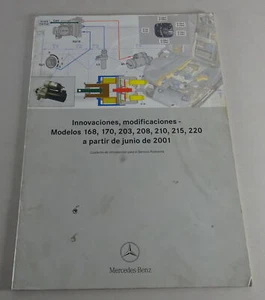 Innovaciones, modificaciones -
Modelos 168, 170, 203, 208, 210, 215, 220
a partir de junio de 2001
Mercedes-Benz